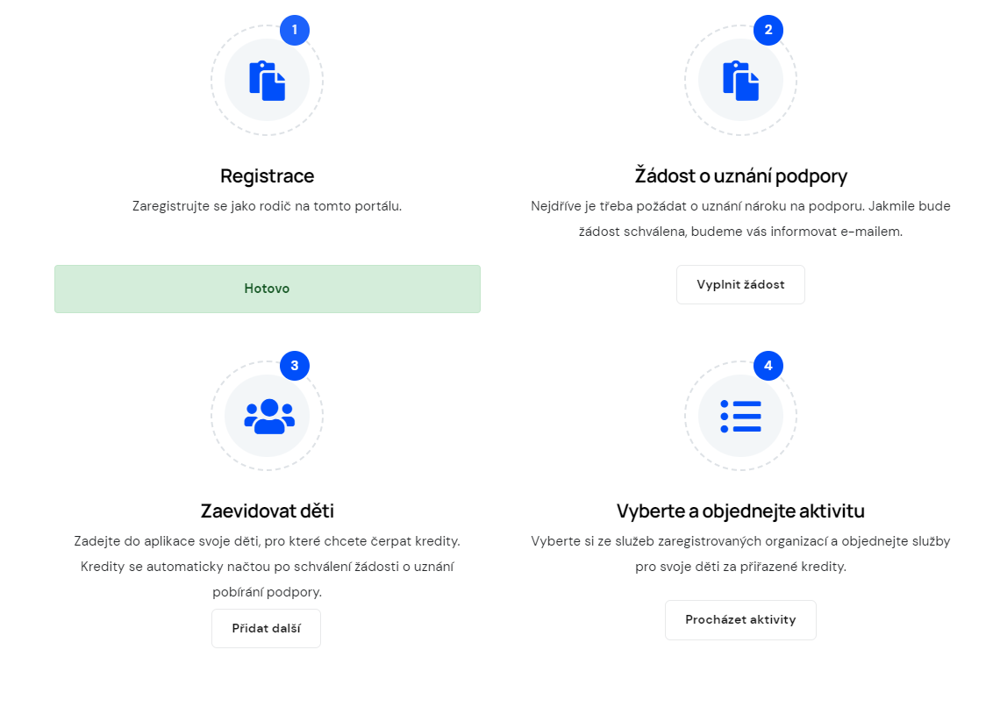 1
2
Registrace
Zaregistrujte se jako rodič na tomto portálu.
Hotovo
Žádost o uznání podpory
Nejdříve je třeba požádat o uznání nároku na podporu. Jakmile bude
žádost schválena, budeme vás informovat e-mailem.
Vyplnit žádost
3
4
Zaevidovat děti
Zadejte do aplikace svoje děti, pro které chcete čerpat kredity.
Kredity se automaticky načtou po schválení žádosti o uznání
pobírání podpory.
Přidat další
Vyberte a objednejte aktivitu
Vyberte si ze služeb zaregistrovaných organizací a objednejte služby
pro svoje děti za přiřazené kredity.
Procházet aktivity